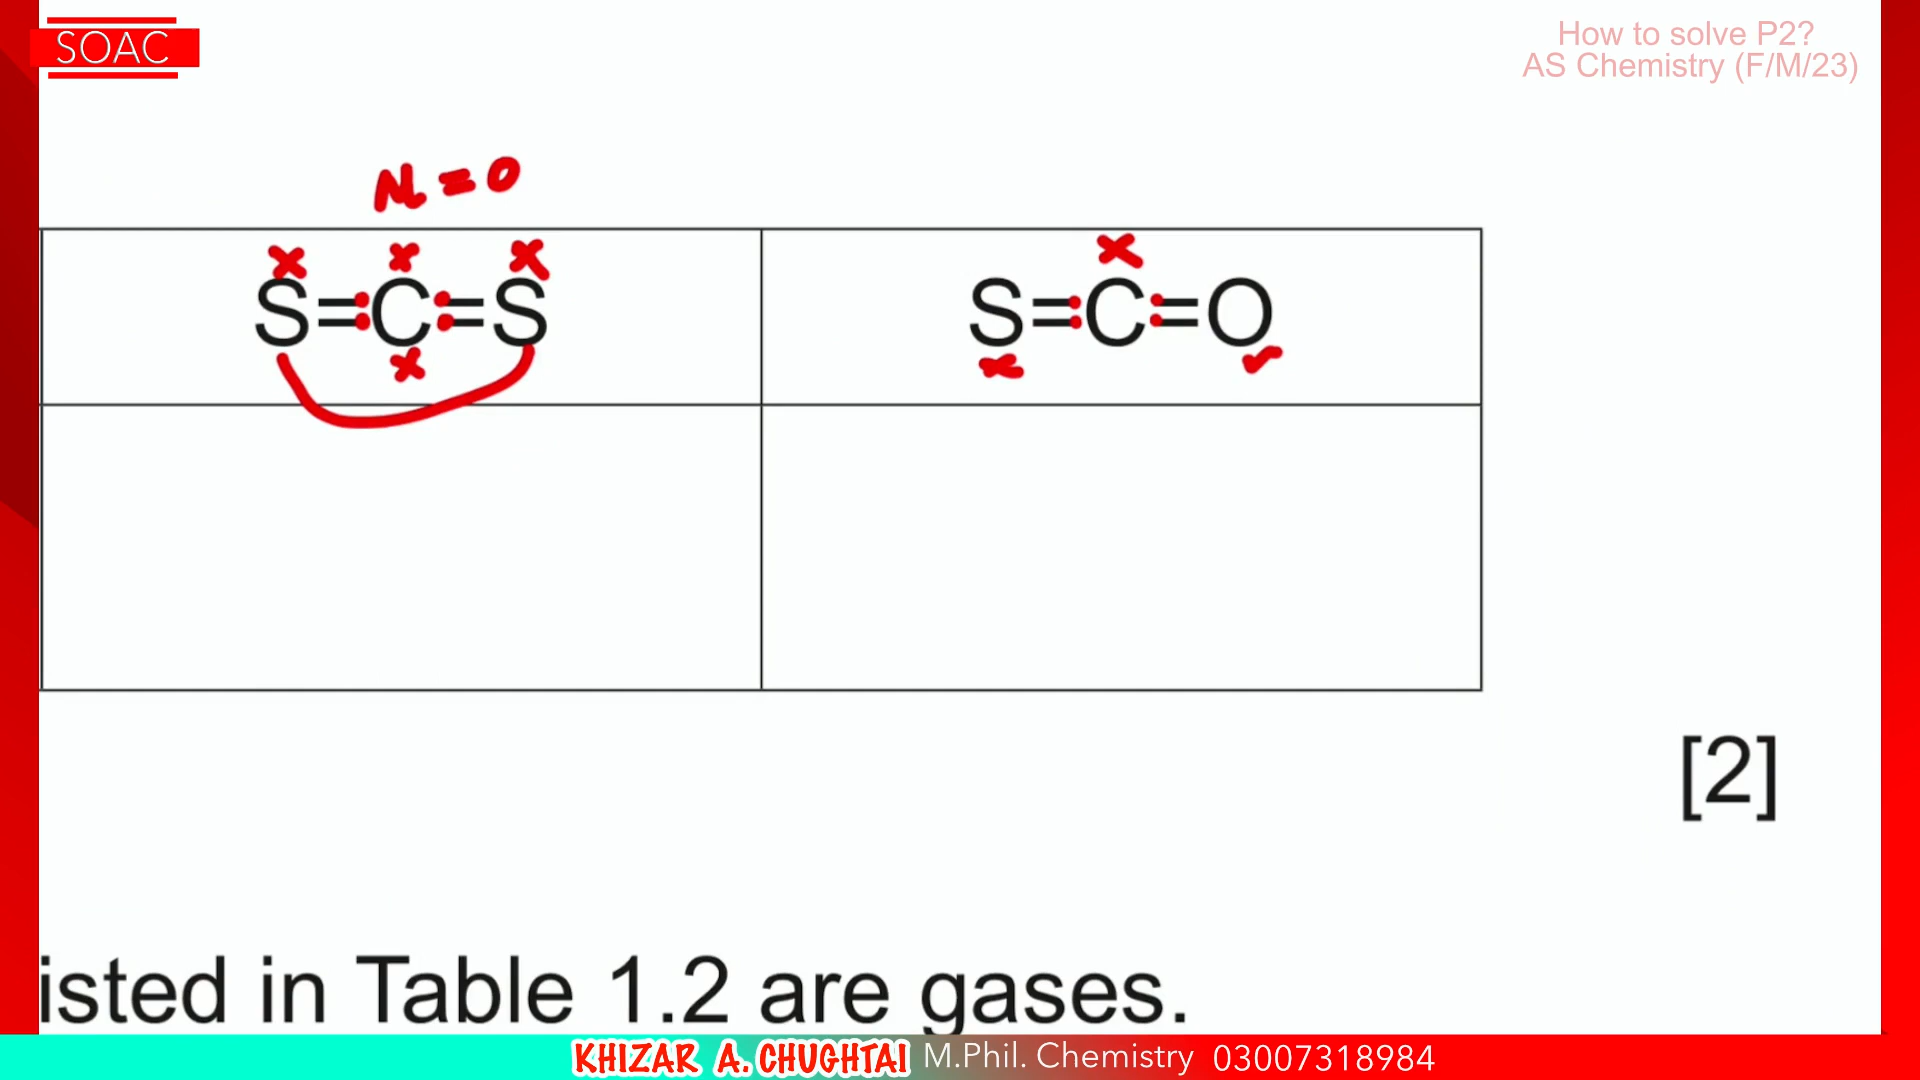 SOAC
How to solve P2?
AS Chemistry (F/M/23)
S=C=S
S=C=O
[2]
isted in Table 1.2 are gases.
KHIZAR A. CHUGHTAI M.Phil. Chemistry 03007318984